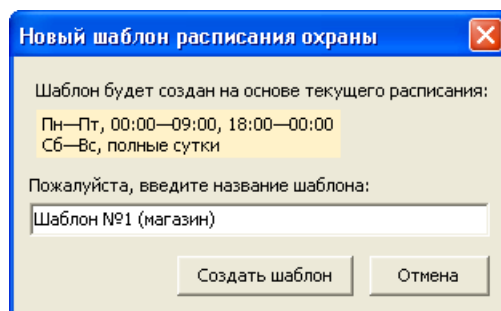 Новый шаблон расписания охраны
Шаблон будет создан на основе текущего расписания:
Пн—Пт, 00:00—09:00, 18:00—00:00
Сб—Вс, полные сутки
Пожалуйста, введите название шаблона:
Шаблон №1 (магазин)
Создать шаблон Отмена